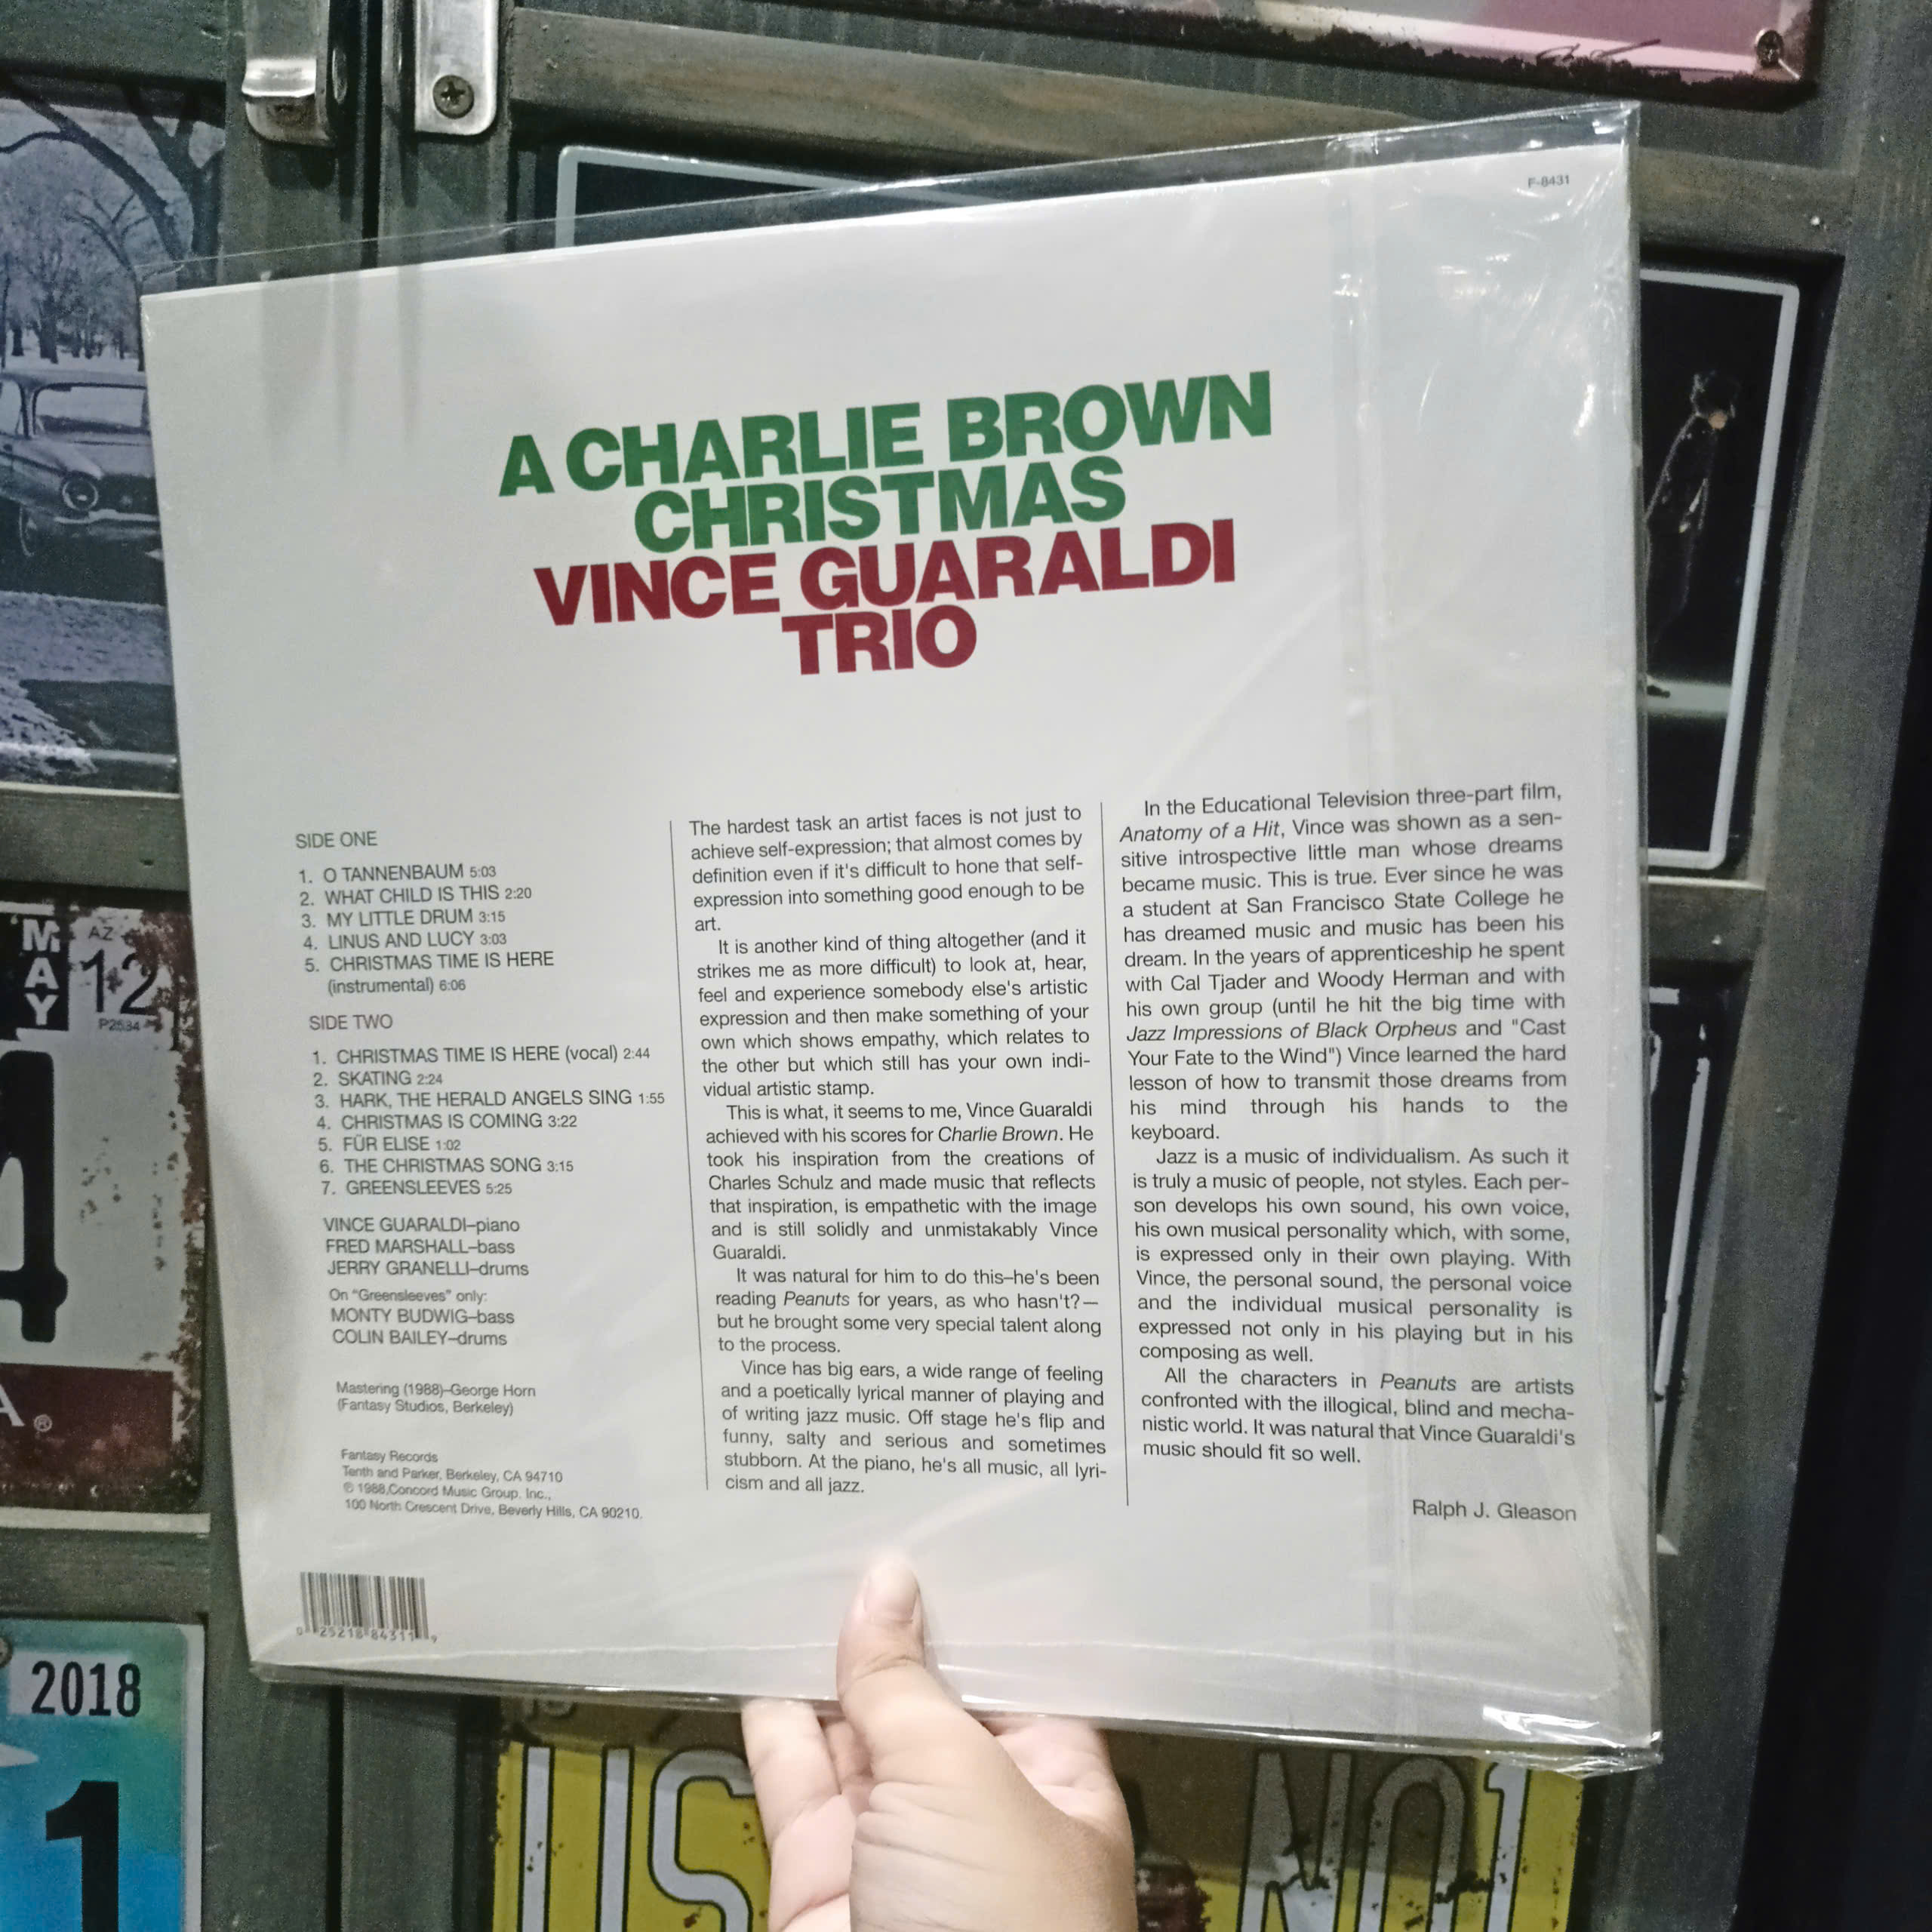 F-8431
A CHARLIE BROWN
CHRISTMAS
VINCE GUARALDI
TRIO
SIDE ONE
1. O TANNENBAUM 5:03
2. WHAT CHILD IS THIS 2:20
3. MY LITTLE DRUM 3:15
4. LINUS AND LUCY 3:03
5. CHRISTMAS TIME IS HERE
(instrumental) 6:06
SIDE TWO
1. CHRISTMAS TIME IS HERE (vocal) 2:44
2. SKATING 2:24
3. HARK, THE HERALD ANGELS SING 1:55
4. CHRISTMAS IS COMING 3:22
5. FÜR ELISE 1:02
6. THE CHRISTMAS SONG 3:15
7. GREENSLEEVES 5:25
VINCE GUARALDI–piano
FRED MARSHALL–bass
JERRY GRANELLI–drums
On "Greensleeves" only:
MONTY BUDWIG–bass
COLIN BAILEY–drums
Mastering (1988)–George Horn
(Fantasy Studios, Berkeley)
Fantasy Records
Tenth and Parker, Berkeley, CA 94710
℗ 1988,Concord Music Group, Inc.,
100 North Crescent Drive, Beverly Hills, CA 90210.
0 25218 84311 9
The hardest task an artist faces is not just to
achieve self-expression; that almost comes by
definition even if it's difficult to hone that self-
expression into something good enough to be
art.
It is another kind of thing altogether (and it
strikes me as more difficult) to look at, hear,
feel and experience somebody else's artistic
expression and then make something of your
own which shows empathy, which relates to
the other but which still has your own indi-
vidual artistic stamp.
This is what, it seems to me, Vince Guaraldi
achieved with his scores for Charlie Brown. He
took his inspiration from the creations of
Charles Schulz and made music that reflects
that inspiration, is empathetic with the image
and is still solidly and unmistakably Vince
Guaraldi.
It was natural for him to do this–he's been
reading Peanuts for years, as who hasn't?—
but he brought some very special talent along
to the process.
Vince has big ears, a wide range of feeling
and a poetically lyrical manner of playing and
of writing jazz music. Off stage he's flip and
funny, salty and serious and sometimes
stubborn. At the piano, he's all music, all lyri-
cism and all jazz.
In the Educational Television three-part film,
Anatomy of a Hit, Vince was shown as a sen-
sitive introspective little man whose dreams
became music. This is true. Ever since he was
a student at San Francisco State College he
has dreamed music and music has been his
dream. In the years of apprenticeship he spent
with Cal Tjader and Woody Herman and with
his own group (until he hit the big time with
Jazz Impressions of Black Orpheus and "Cast
Your Fate to the Wind") Vince learned the hard
lesson of how to transmit those dreams from
his mind through his hands to the
keyboard.
Jazz is a music of individualism. As such it
is truly a music of people, not styles. Each per-
son develops his own sound, his own voice,
his own musical personality which, with some,
is expressed only in their own playing. With
Vince, the personal sound, the personal voice
and the individual musical personality is
expressed not only in his playing but in his
composing as well.
All the characters in Peanuts are artists
confronted with the illogical, blind and mecha-
nistic world. It was natural that Vince Guaraldi's
music should fit so well.
Ralph J. Gleason
MAY
AZ
12
P2534
4
A®
2018
1
US
NO1